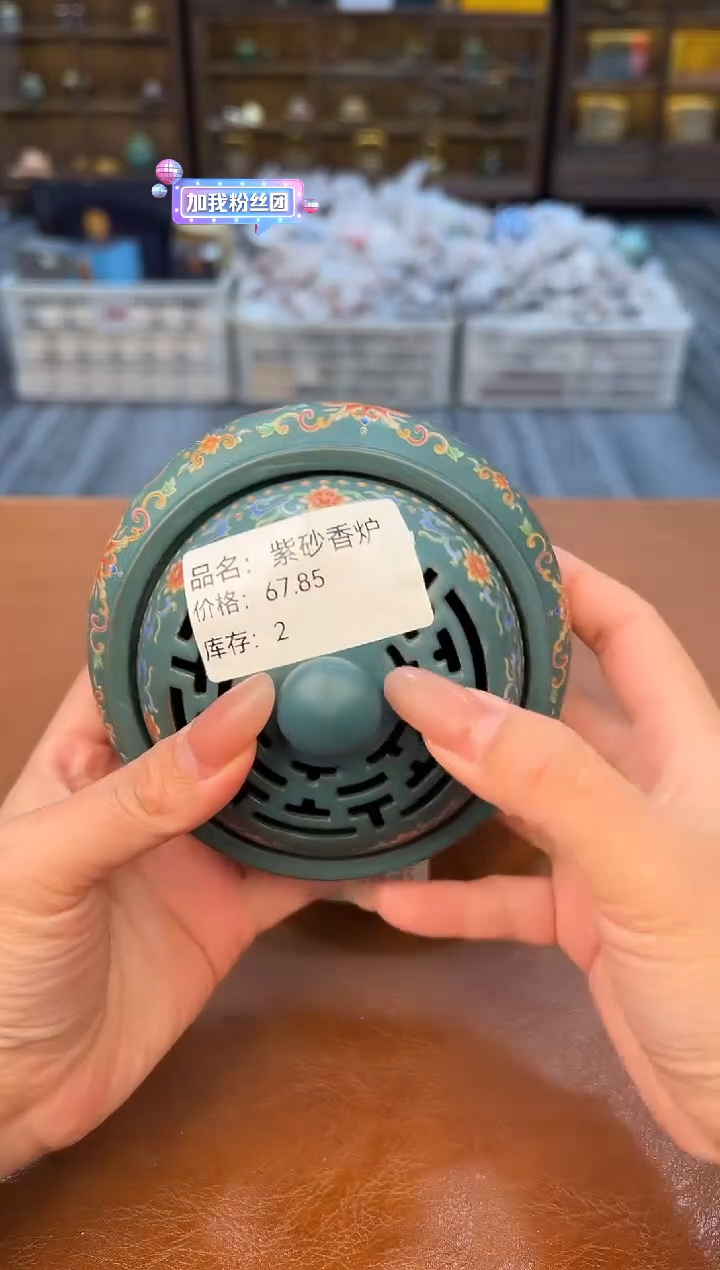 加我粉丝团
品名: 紫砂香炉
价格: 67.85
库存: 2